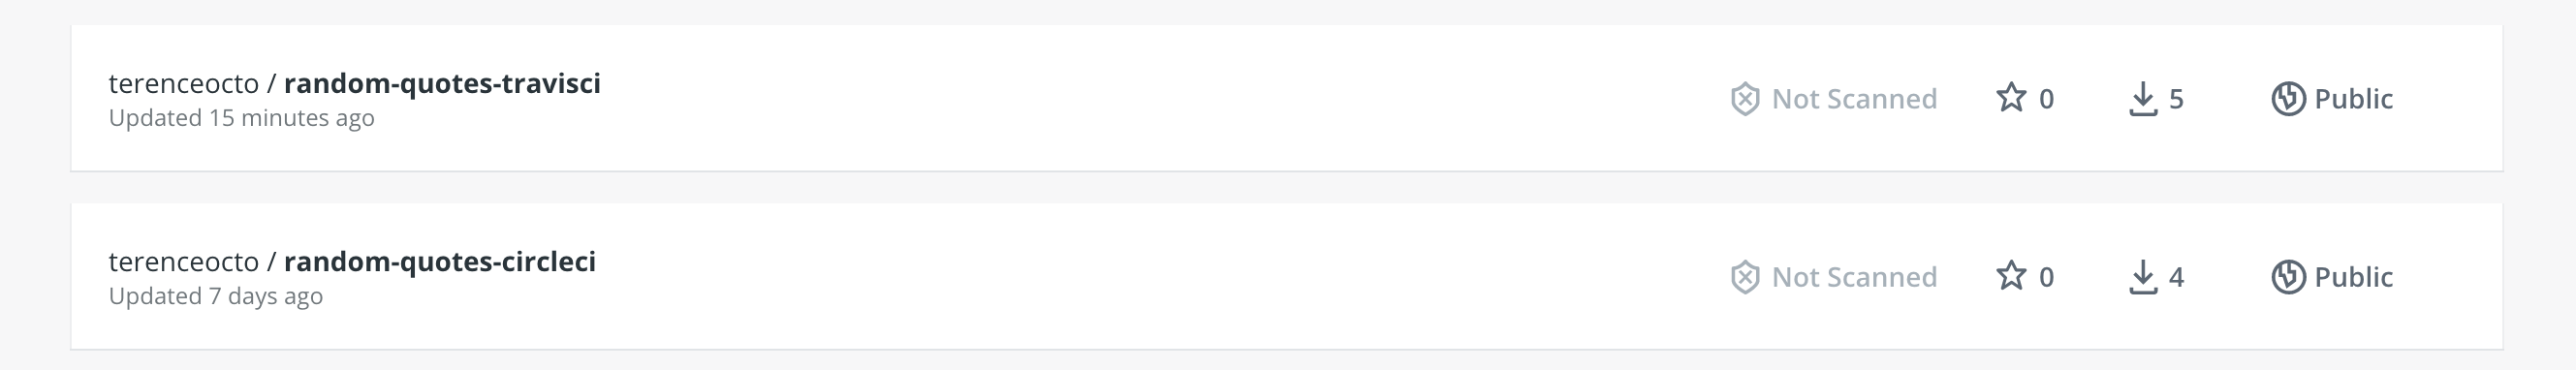 terenceocto / random-quotes-travisci
Updated 15 minutes ago
Not Scanned 0 5 Public
terenceocto / random-quotes-circleci
Updated 7 days ago
Not Scanned 0 4 Public